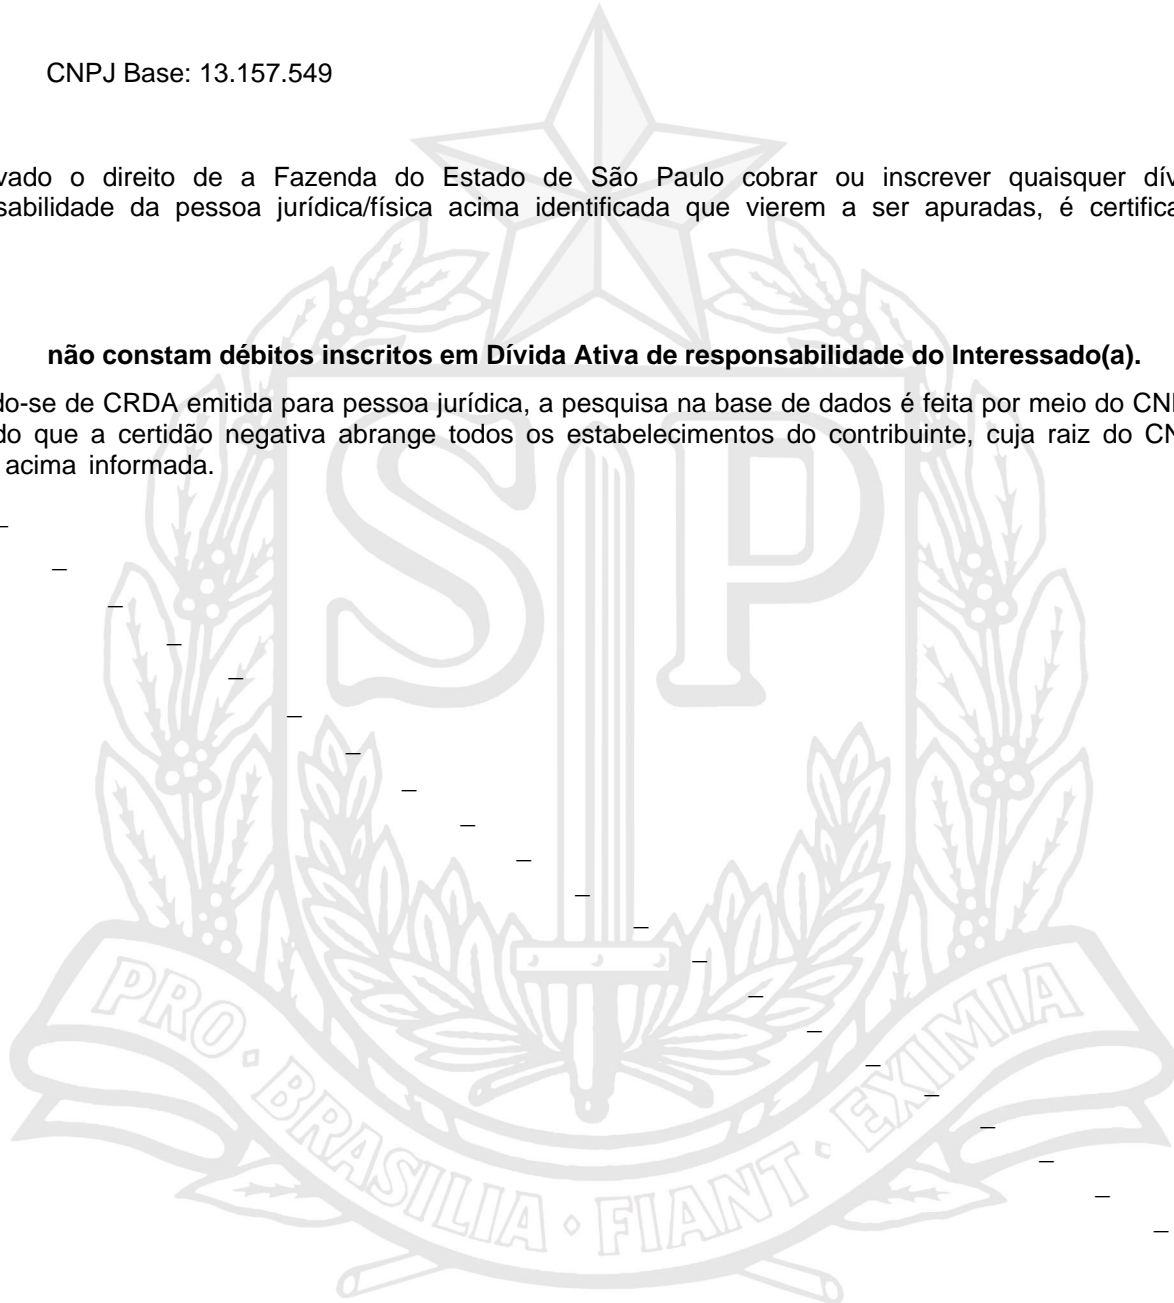 CNPJ Base: 13.157.549
vado o direito de a Fazenda do Estado de São Paulo cobrar ou inscrever quaisquer dív
sabilidade da pessoa jurídica/física acima identificada que vierem a ser apuradas, é certifica
não constam débitos inscritos em Dívida Ativa de responsabilidade do Interessado(a).
do-se de CRDA emitida para pessoa jurídica, a pesquisa na base de dados é feita por meio do CN
do que a certidão negativa abrange todos os estabelecimentos do contribuinte, cuja raiz do CN
acima informada.
SP
PRO • BRASILIA • FIANT • EXIMIA